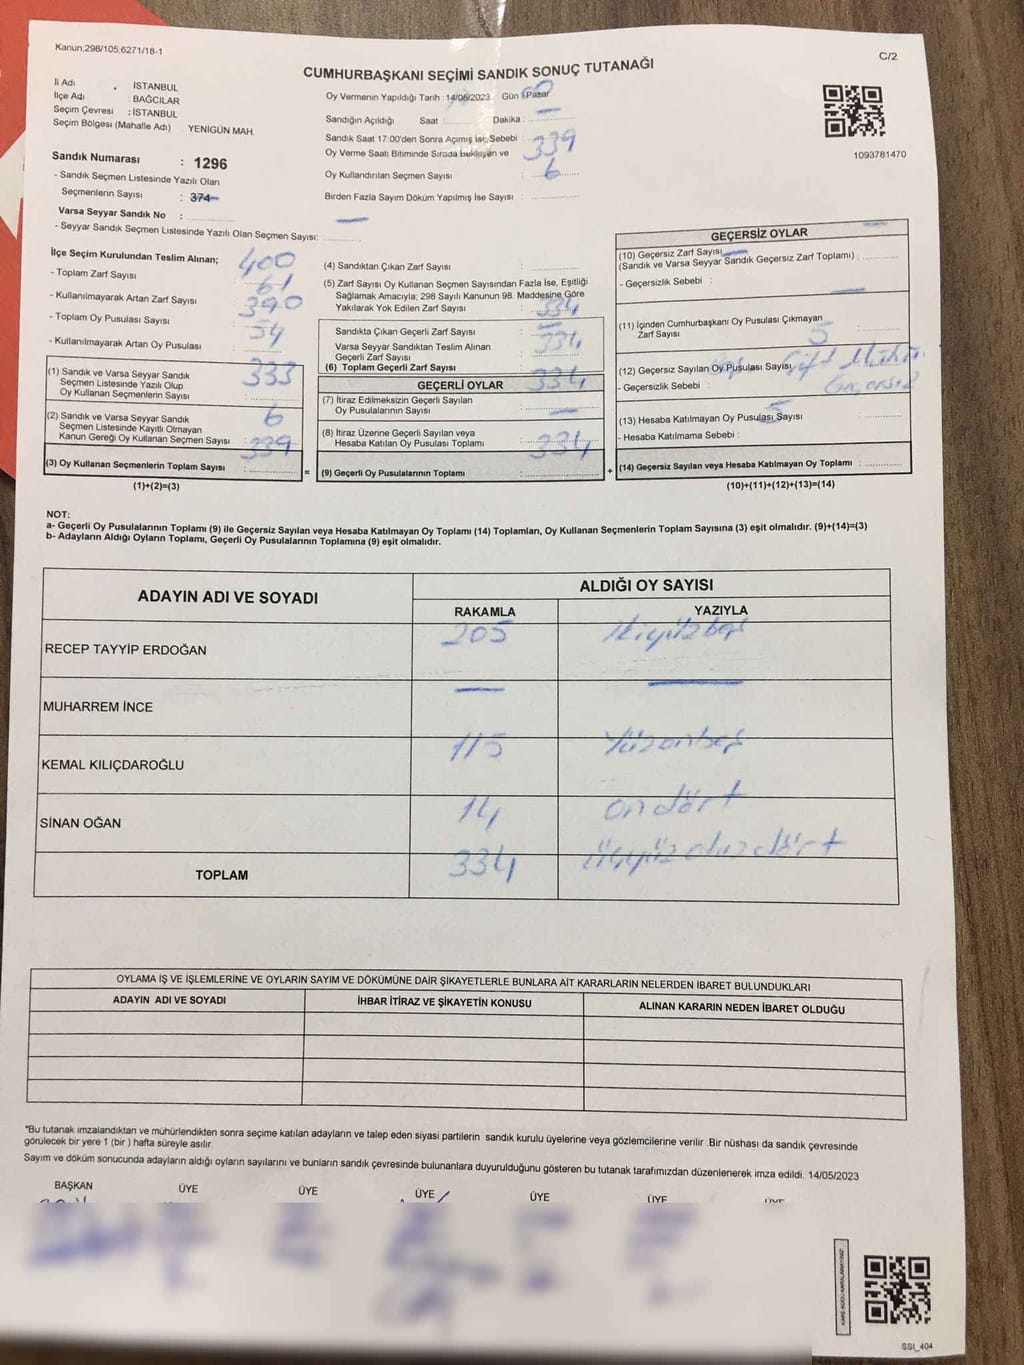 Kanun,298/105,6271/18-1
C/2
CUMHURBAŞKANI SEÇİMİ SANDIK SONUÇ TUTANAĞI
İl Adı : İSTANBUL
İlçe Adı : BAĞCILAR
Seçim Çevresi : İSTANBUL
Seçim Bölgesi (Mahalle Adı) YENİGÜN MAH.
Sandık Numarası : 1296
- Sandık Seçmen Listesinde Yazılı Olan
Seçmenlerin Sayısı : 374
Varsa Seyyar Sandık No :
- Seyyar Sandık Seçmen Listesinde Yazılı Olan Seçmen Sayısı:
Oy Vermenin Yapıldığı Tarih :14/05/2023 Gün : Pazar
Sandığın Açıldığı Saat : Dakika :
Sandık Saat 17:00'den Sonra Açımış İse Sebebi :
Oy Verme Saati Bitiminde Sırada Bekleyen ve 339
Oy Kullandırılan Seçmen Sayısı : 6
Birden Fazla Sayım Döküm Yapılmış İse Sayısı :
1093781470
İlçe Seçim Kurulundan Teslim Alınan;
400
- Toplam Zarf Sayısı :
61
- Kullanılmayarak Artan Zarf Sayısı :
390
- Toplam Oy Pusulası Sayısı :
54
- Kullanılmayarak Artan Oy Pusulası :
(1) Sandık ve Varsa Seyyar Sandık
Seçmen Listesinde Yazılı Olup
Oy Kullanan Seçmenlerin Sayısı :
333
(2) Sandık ve Varsa Seyyar Sandık
Seçmen Listesinde Kayıtlı Olmayan
Kanun Gereği Oy Kullanan Seçmen Sayısı :
6
339
(3) Oy Kullanan Seçmenlerin Toplam Sayısı :
(1)+(2)=(3)
(4) Sandıktan Çıkan Zarf Sayısı :
(5) Zarf Sayısı Oy Kullanan Seçmen Sayısından Fazla İse, Eşitliği
Sağlamak Amacıyla; 298 Sayılı Kanunun 98. Maddesine Göre
Yakılarak Yok Edilen Zarf Sayısı :
334
Sandıkta Çıkan Geçerli Zarf Sayısı :
Varsa Seyyar Sandıktan Teslim Alınan
Geçerli Zarf Sayısı :
334
(6) Toplam Geçerli Zarf Sayısı :
GEÇERLİ OYLAR
334
(7) İtiraz Edilmeksizin Geçerli Sayılan
Oy Pusulalarının Sayısı :
(8) İtiraz Üzerine Geçerli Sayılan veya
Hesaba Katılan Oy Pusulası Toplamı :
334
= (9) Geçerli Oy Pusulalarının Toplamı :
GEÇERSİZ OYLAR
(10) Geçersiz Zarf Sayısı
(Sandık ve Varsa Seyyar Sandık Geçersiz Zarf Toplamı) :
- Geçersizlik Sebebi :
(11) İçinden Cumhurbaşkanı Oy Pusulası Çıkmayan
Zarf Sayısı :
5
(12) Geçersiz Sayılan Oy Pusulası Sayısı
- Geçersizlik Sebebi :
Çift Mühür
Geçersiz
5
(13) Hesaba Katılmayan Oy Pusulası Sayısı :
- Hesaba Katılmama Sebebi :
+ (14) Geçersiz Sayılan veya Hesaba Katılmayan Oy Toplamı :
(10)+(11)+(12)+(13)=(14)
NOT:
a- Geçerli Oy Pusulalarının Toplamı (9) ile Geçersiz Sayılan veya Hesaba Katılmayan Oy Toplamı (14) Toplamları, Oy Kullanan Seçmenlerin Toplam Sayısına (3) eşit olmalıdır. (9)+(14)=(3)
b- Adayların Aldığı Oyların Toplamı, Geçerli Oy Pusulalarının Toplamına (9) eşit olmalıdır.
ADAYIN ADI VE SOYADI
ALDIĞI OY SAYISI
RAKAMLA
YAZIYLA
RECEP TAYYİP ERDOĞAN 205 ikiyüzbeş
MUHARREM İNCE
KEMAL KILIÇDAROĞLU 115 Yüzonbeş
SİNAN OĞAN 14 ondört
TOPLAM 334 üçyüzotuzdört
OYLAMA İŞ VE İŞLEMLERİNE VE OYLARIN SAYIM VE DÖKÜMÜNE DAİR ŞİKAYETLERLE BUNLARA AİT KARARLARIN NELERDEN İBARET BULUNDUKLARI
ADAYIN ADI VE SOYADI
İHBAR İTİRAZ VE ŞİKAYETİN KONUSU
ALINAN KARARIN NEDEN İBARET OLDUĞU
*Bu tutanak imzalandıktan ve mühürlendikten sonra seçime katılan adayların ve talep eden siyasi partilerin sandık kurulu üyelerine veya gözlemcilerine verilir .Bir nüshası da sandık çevresinde
görülecek bir yere 1 (bir ) hafta süreyle asılır.
Sayım ve döküm sonucunda adayların aldığı oyların sayılarını ve bunların sandık çevresinde bulunanlara duyurulduğunu gösteren bu tutanak tarafımızdan düzenlenerek imza edildi. 14/05/2023
BAŞKAN ÜYE ÜYE ÜYE ÜYE ÜYE ÜYE
SSI_404